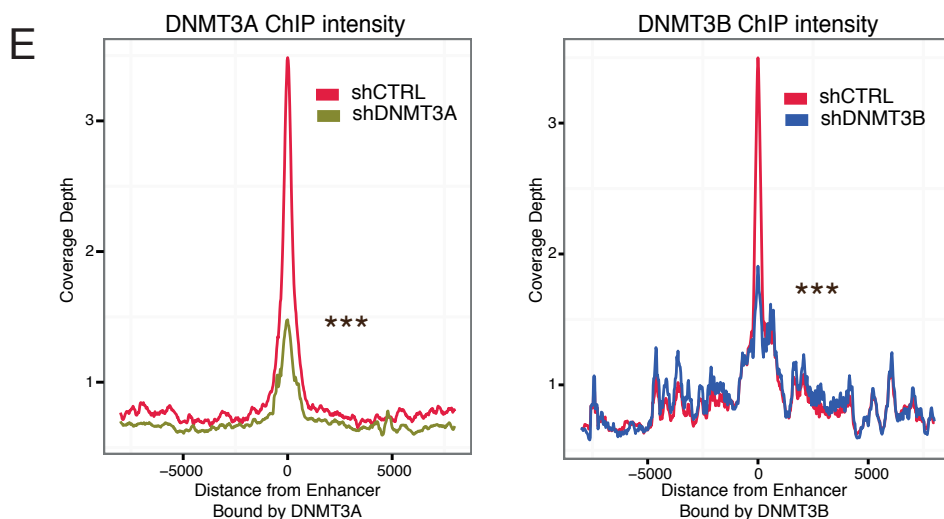 E
DNMT3A ChIP intensity
Coverage Depth
3
2
1
shCTRL
shDNMT3A
***
−5000 0 5000
Distance from Enhancer
Bound by DNMT3A
DNMT3B ChIP intensity
Coverage Depth
3
2
1
shCTRL
shDNMT3B
***
−5000 0 5000
Distance from Enhancer
Bound by DNMT3B